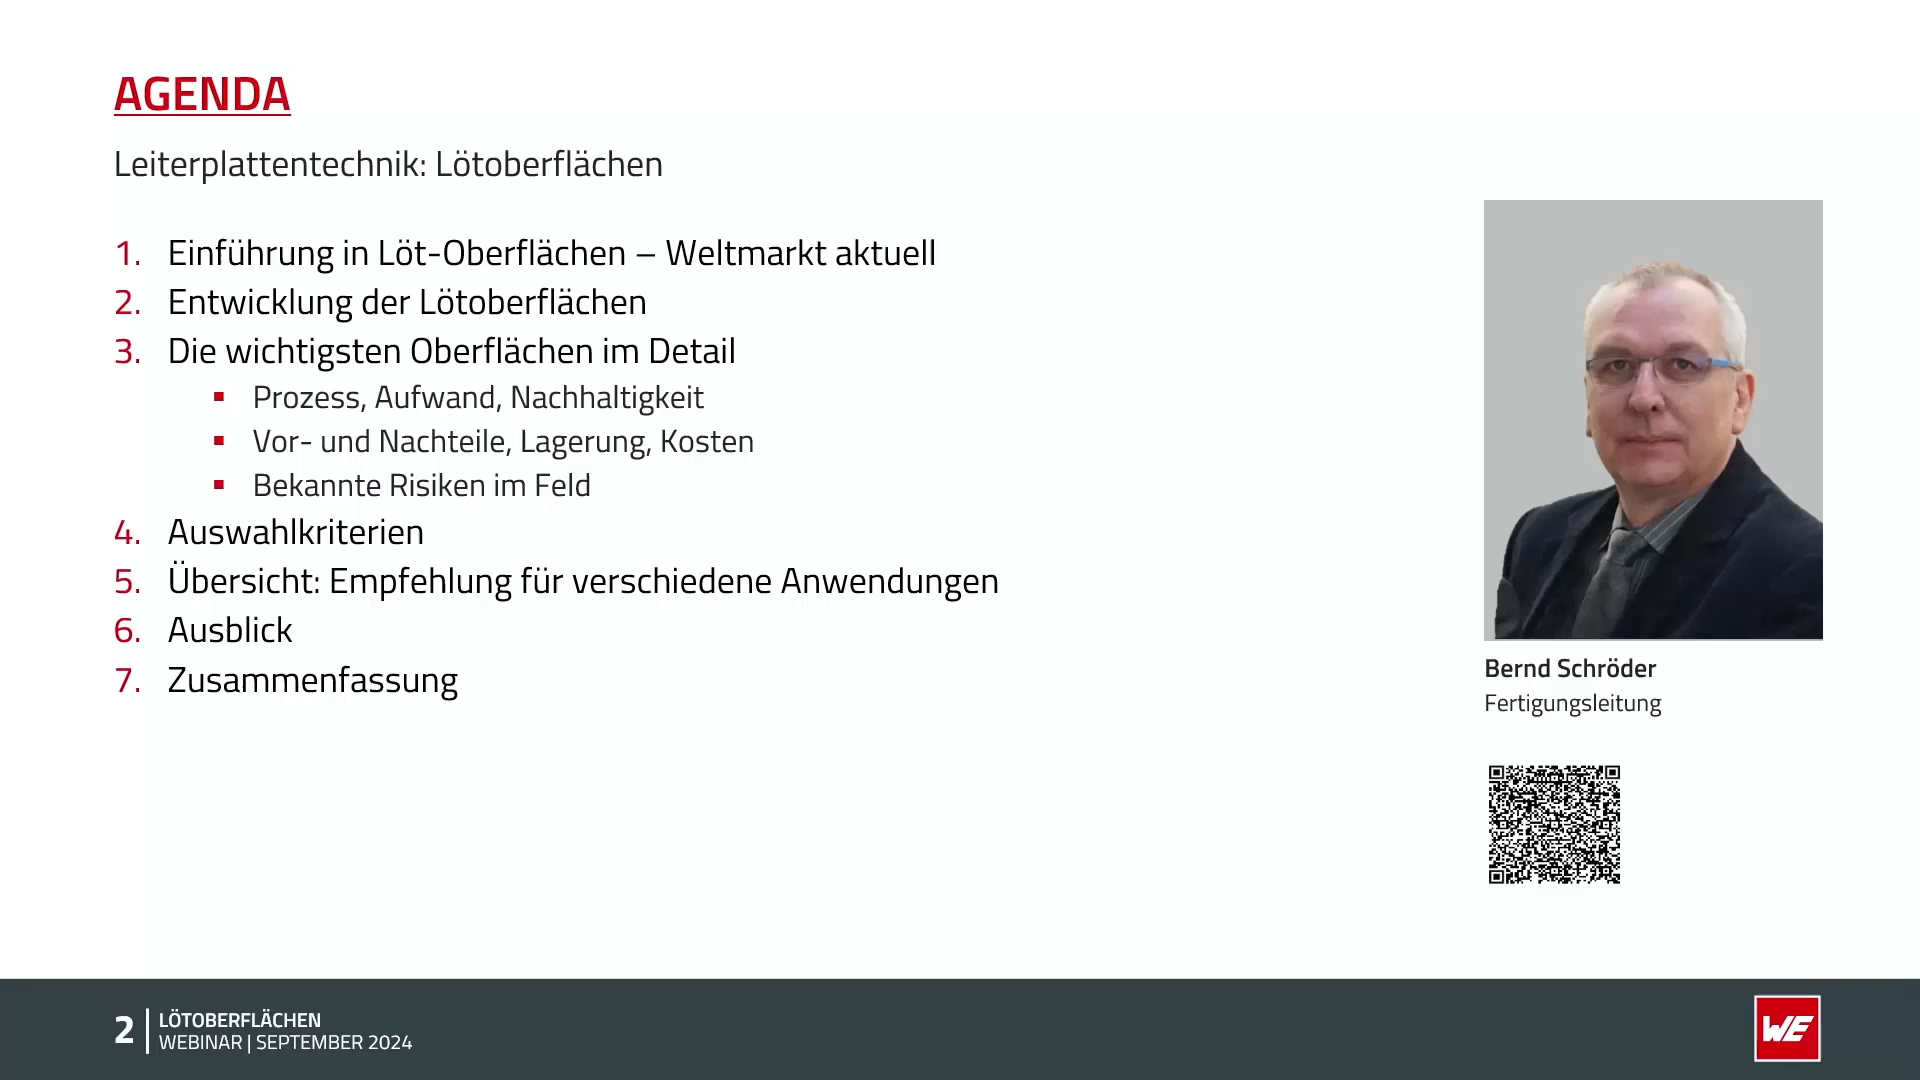 AGENDA
Leiterplattentechnik: Lötoberflächen
1. Einführung in Löt-Oberflächen – Weltmarkt aktuell
2. Entwicklung der Lötoberflächen
3. Die wichtigsten Oberflächen im Detail
▪ Prozess, Aufwand, Nachhaltigkeit
▪ Vor- und Nachteile, Lagerung, Kosten
▪ Bekannte Risiken im Feld
4. Auswahlkriterien
5. Übersicht: Empfehlung für verschiedene Anwendungen
6. Ausblick
7. Zusammenfassung
Bernd Schröder
Fertigungsleitung
2
LÖTOBERFLÄCHEN
WEBINAR | SEPTEMBER 2024
WE